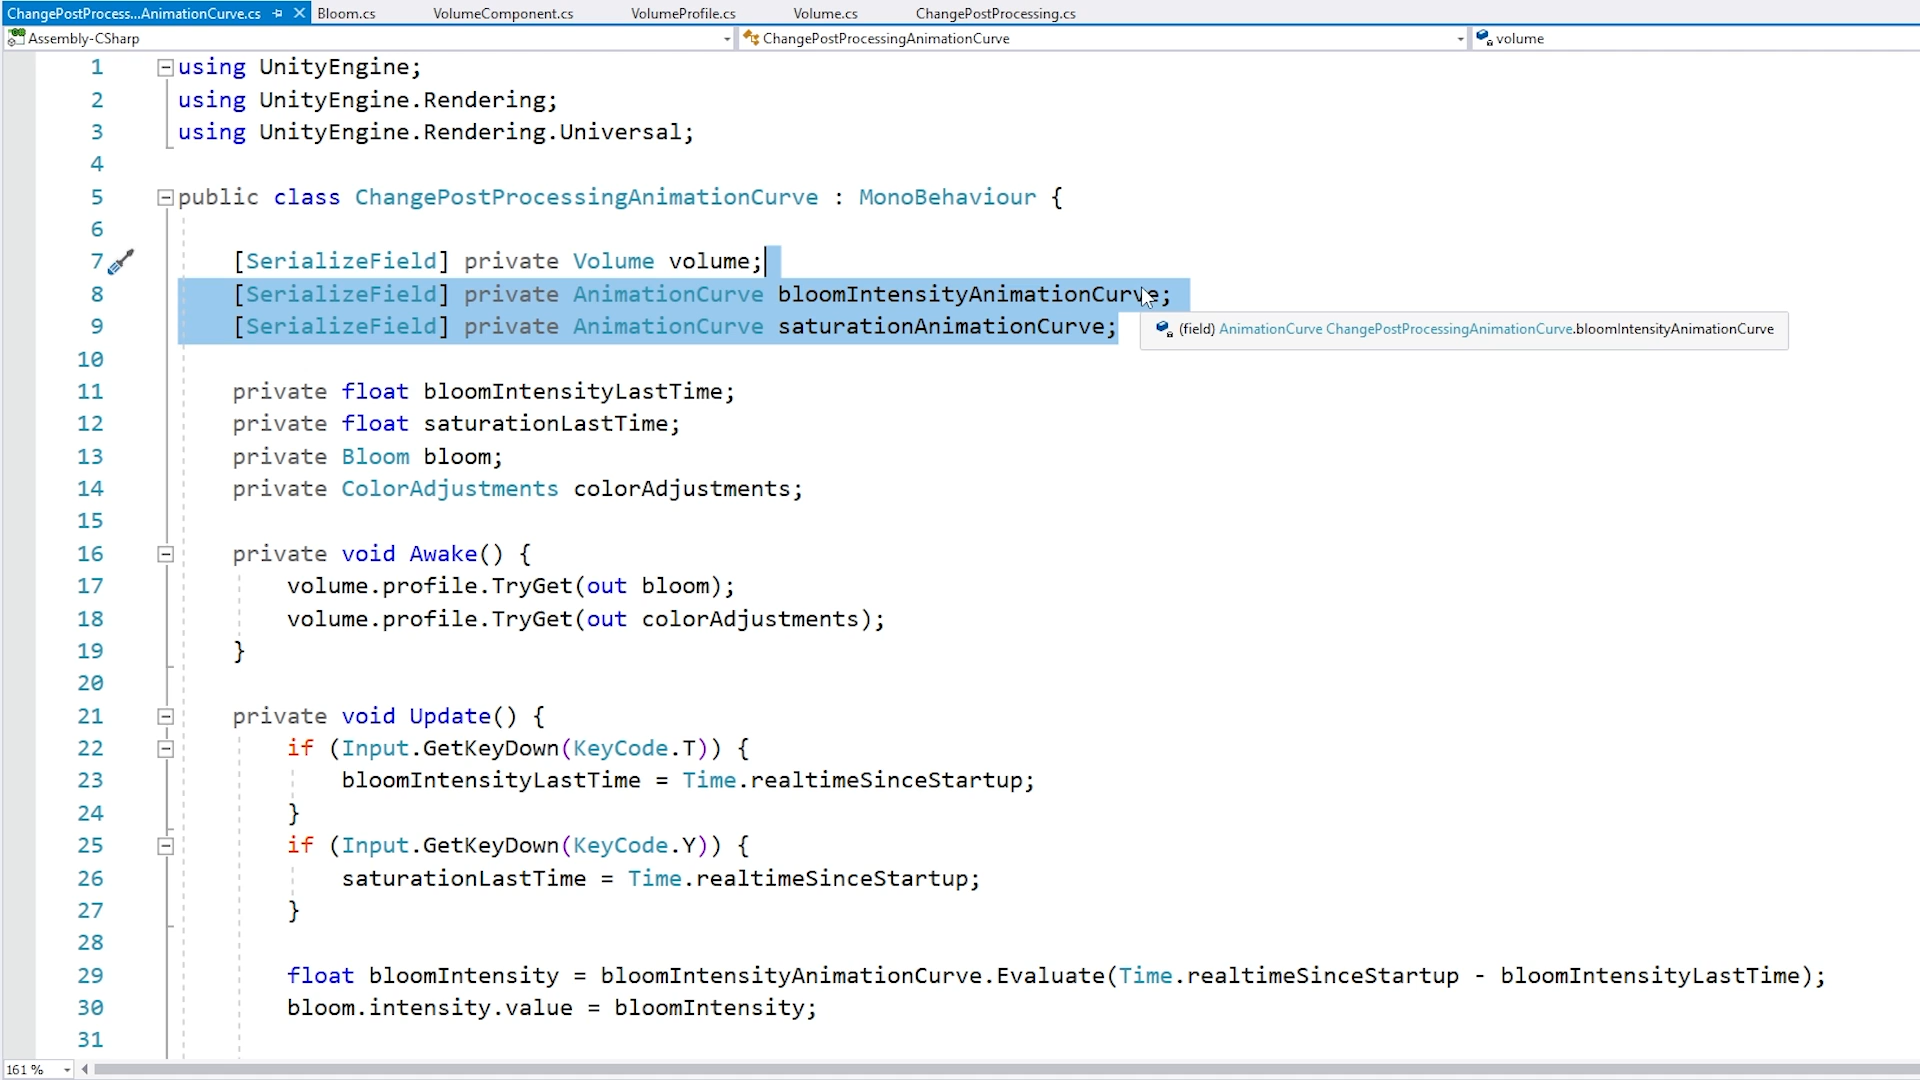 ChangePostProcess...AnimationCurve.cs Bloom.cs VolumeComponent.cs VolumeProfile.cs Volume.cs ChangePostProcessing.cs
Assembly-CSharp ChangePostProcessingAnimationCurve volume
1 using UnityEngine;
2 using UnityEngine.Rendering;
3 using UnityEngine.Rendering.Universal;
4
5 public class ChangePostProcessingAnimationCurve : MonoBehaviour {
6
7 [SerializeField] private Volume volume;
8 [SerializeField] private AnimationCurve bloomIntensityAnimationCurve;
9 [SerializeField] private AnimationCurve saturationAnimationCurve;
(field) AnimationCurve ChangePostProcessingAnimationCurve.bloomIntensityAnimationCurve
10
11 private float bloomIntensityLastTime;
12 private float saturationLastTime;
13 private Bloom bloom;
14 private ColorAdjustments colorAdjustments;
15
16 private void Awake() {
17 volume.profile.TryGet(out bloom);
18 volume.profile.TryGet(out colorAdjustments);
19 }
20
21 private void Update() {
22 if (Input.GetKeyDown(KeyCode.T)) {
23 bloomIntensityLastTime = Time.realtimeSinceStartup;
24 }
25 if (Input.GetKeyDown(KeyCode.Y)) {
26 saturationLastTime = Time.realtimeSinceStartup;
27 }
28
29 float bloomIntensity = bloomIntensityAnimationCurve.Evaluate(Time.realtimeSinceStartup - bloomIntensityLastTime);
30 bloom.intensity.value = bloomIntensity;
31
161 %